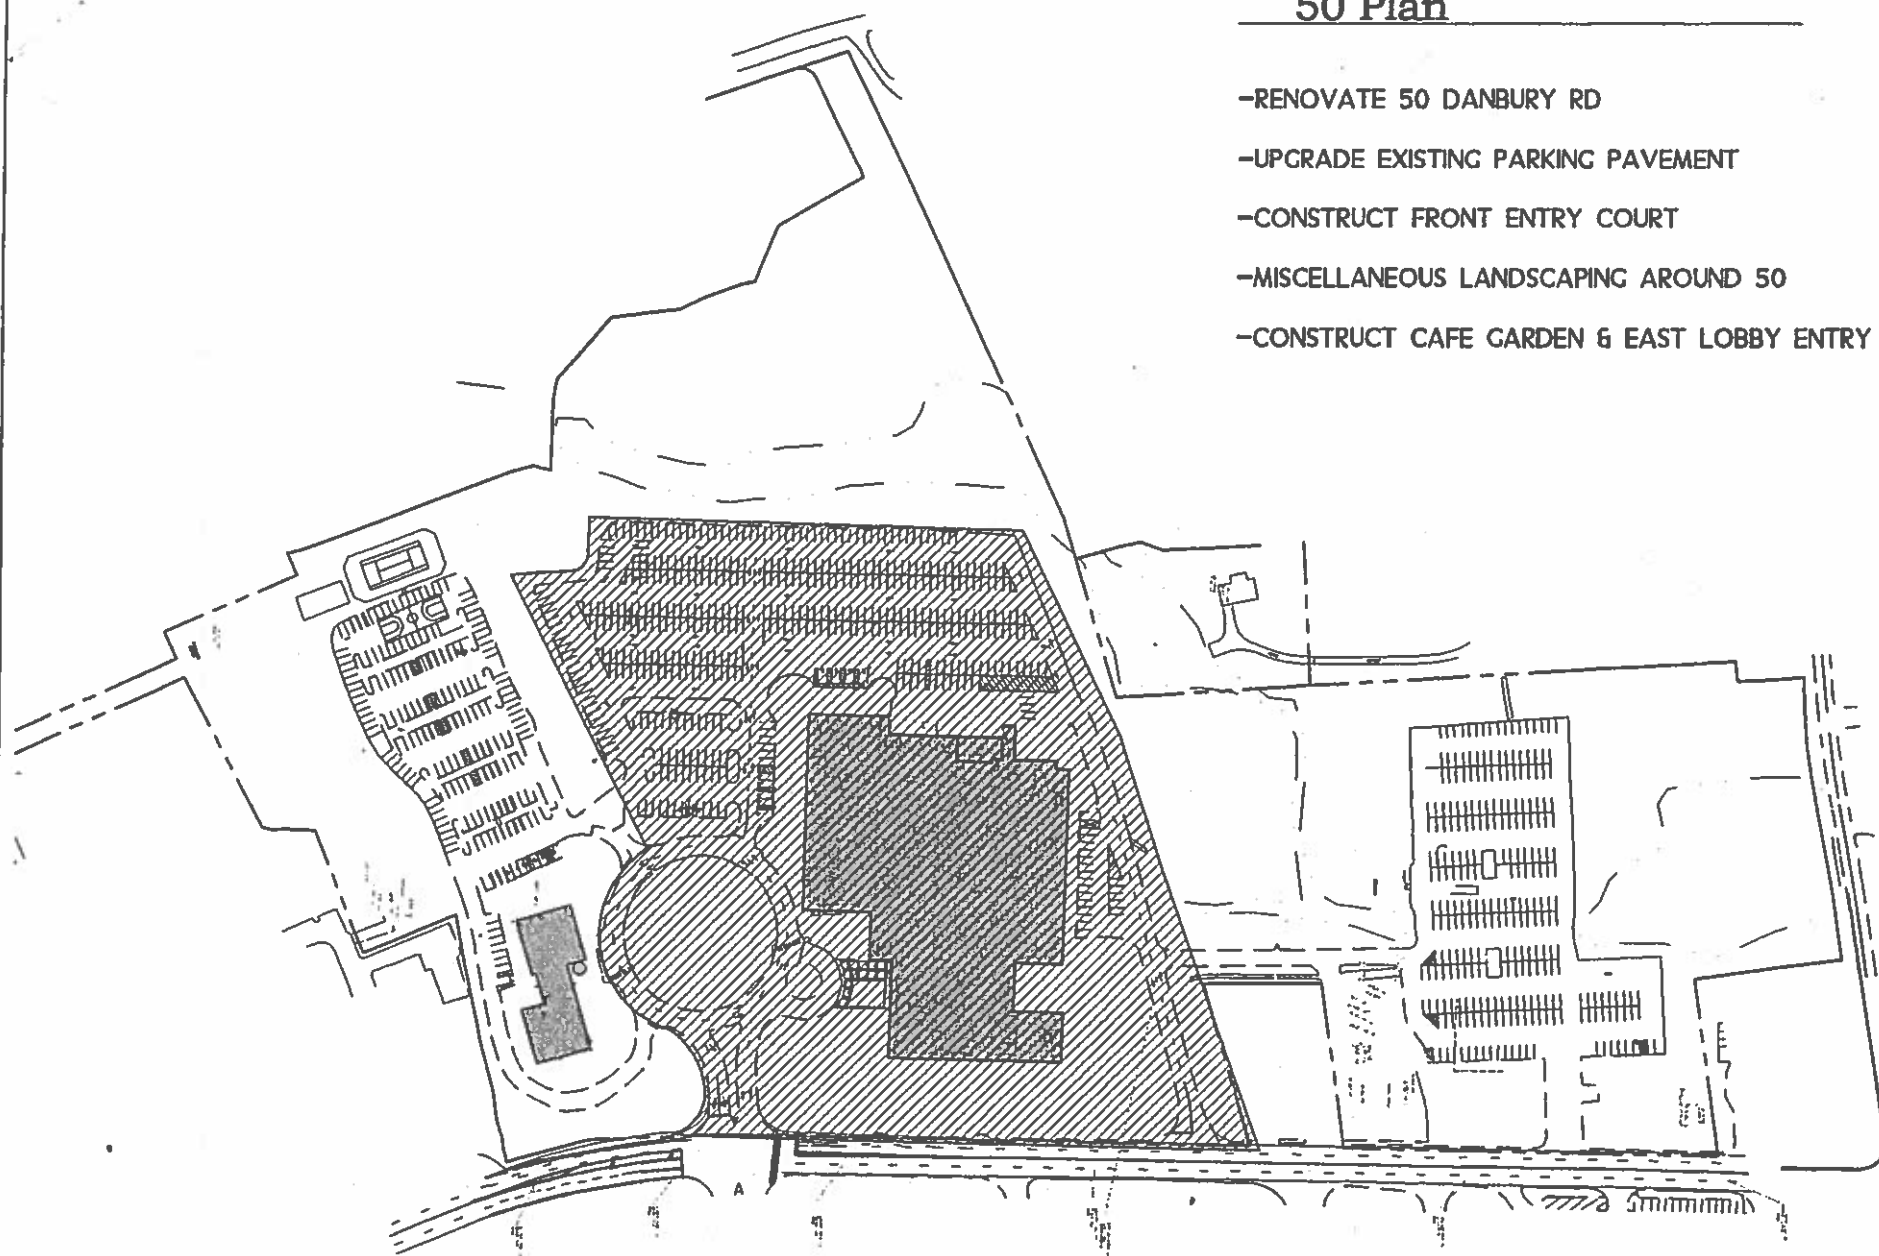 50 Plan
-RENOVATE 50 DANBURY RD
-UPGRADE EXISTING PARKING PAVEMENT
-CONSTRUCT FRONT ENTRY COURT
-MISCELLANEOUS LANDSCAPING AROUND 50
-CONSTRUCT CAFE GARDEN & EAST LOBBY ENTRY
A